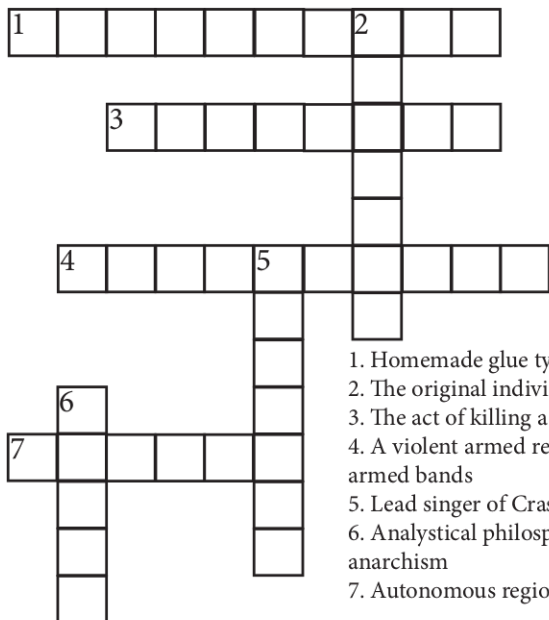 1
2
3
4
5
6
7
1. Homemade glue ty
2. The original indivi
3. The act of killing a
4. A violent armed re
armed bands
5. Lead singer of Cras
6. Analystical philosp
anarchism
7. Autonomous regio